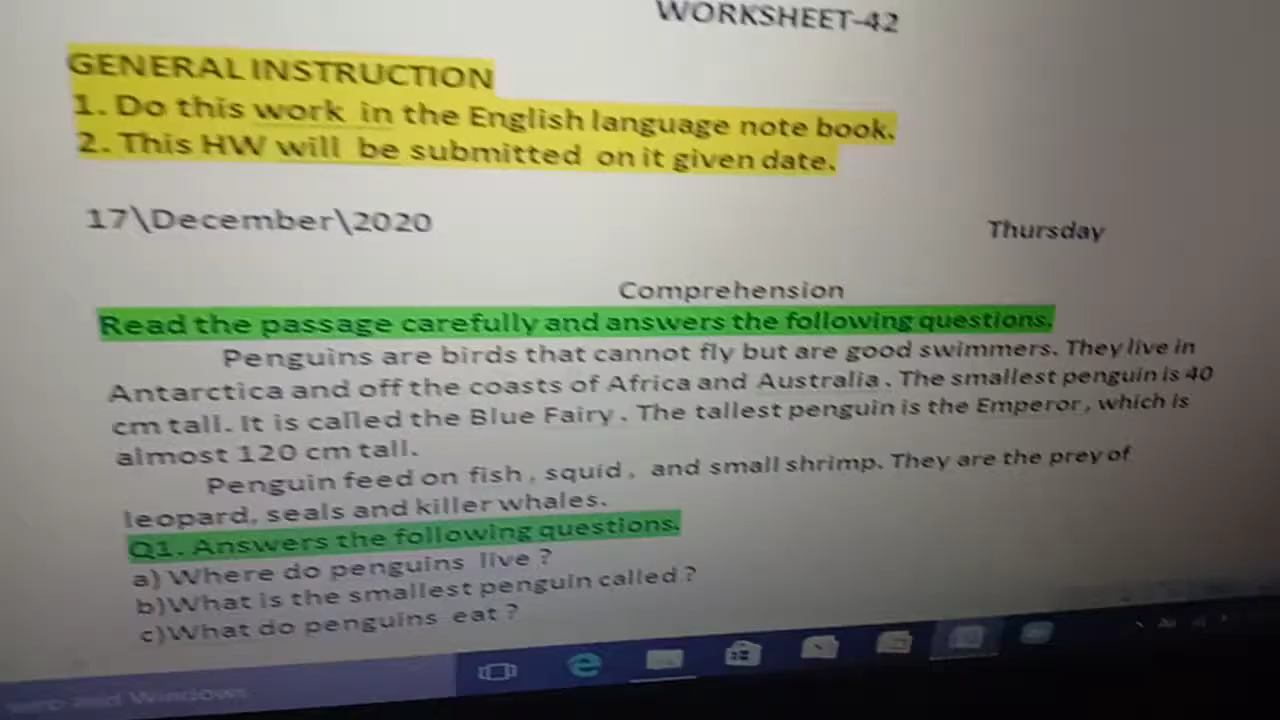 WORKSHEET-42
GENERAL INSTRUCTION
1. Do this work in the English language note book.
2. This HW will be submitted on it given date.
17\December\2020 Thursday
Comprehension
Read the passage carefully and answers the following questions.
Penguins are birds that cannot fly but are good swimmers. They live in
Antarctica and off the coasts of Africa and Australia. The smallest penguin is 40
cm tall. It is called the Blue Fairy. The tallest penguin is the Emperor, which is
almost 120 cm tall.
Penguin feed on fish, squid, and small shrimp. They are the prey of
leopard, seals and killer whales.
Q1. Answers the following questions.
a) Where do penguins live ?
b)What is the smallest penguin called ?
c)What do penguins eat ?
and Windows